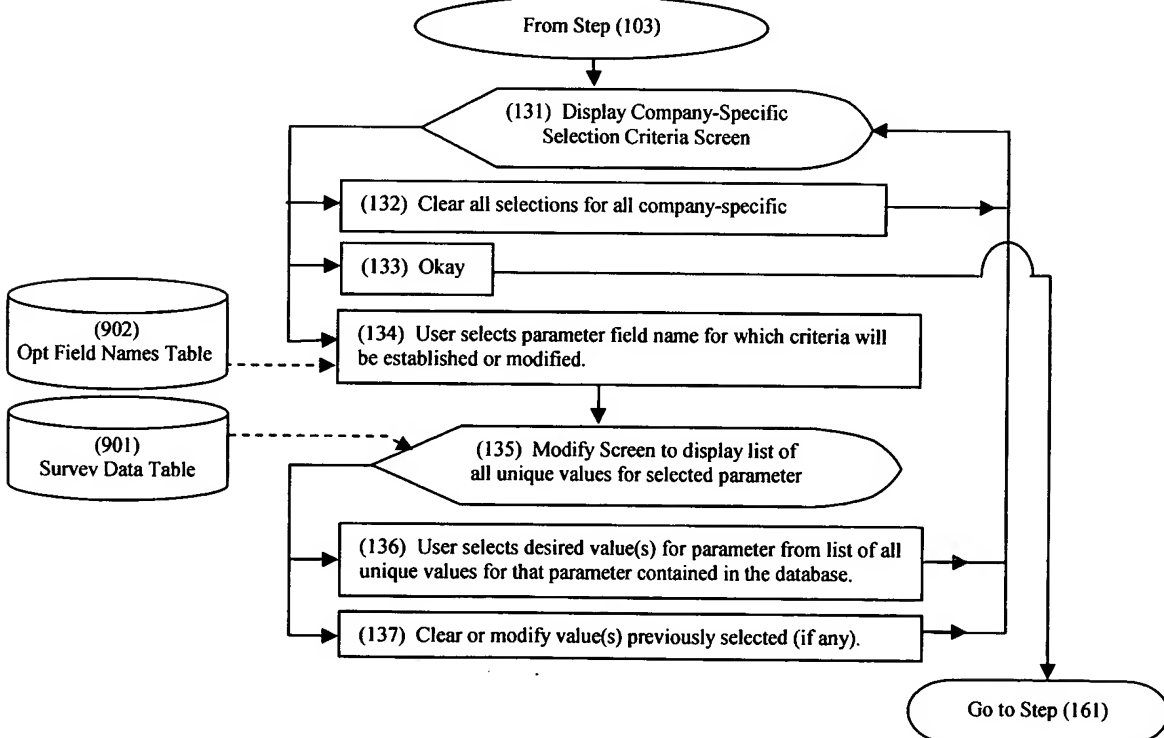 From Step (103)
(131) Display Company-Specific
Selection Criteria Screen
(132) Clear all selections for all company-specific
(133) Okay
(902)
Opt Field Names Table
(134) User selects parameter field name for which criteria will
be established or modified.
(901)
Survev Data Table
(135) Modify Screen to display list of
all unique values for selected parameter
(136) User selects desired value(s) for parameter from list of all
unique values for that parameter contained in the database.
(137) Clear or modify value(s) previously selected (if any).
Go to Step (161)